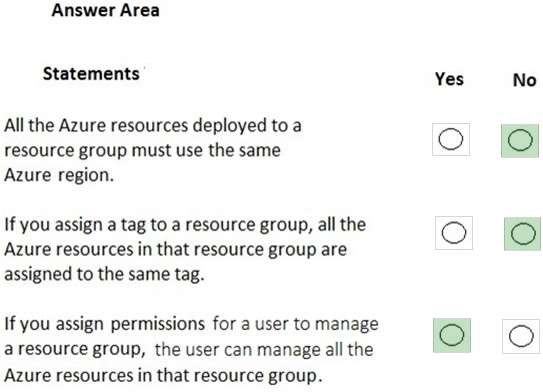 Answer Area
Statements
Yes No
All the Azure resources deployed to a
resource group must use the same
Azure region.
If you assign a tag to a resource group, all the
Azure resources in that resource group are
assigned to the same tag.
If you assign permissions for a user to manage
a resource group, the user can manage all the
Azure resources in that resource group.